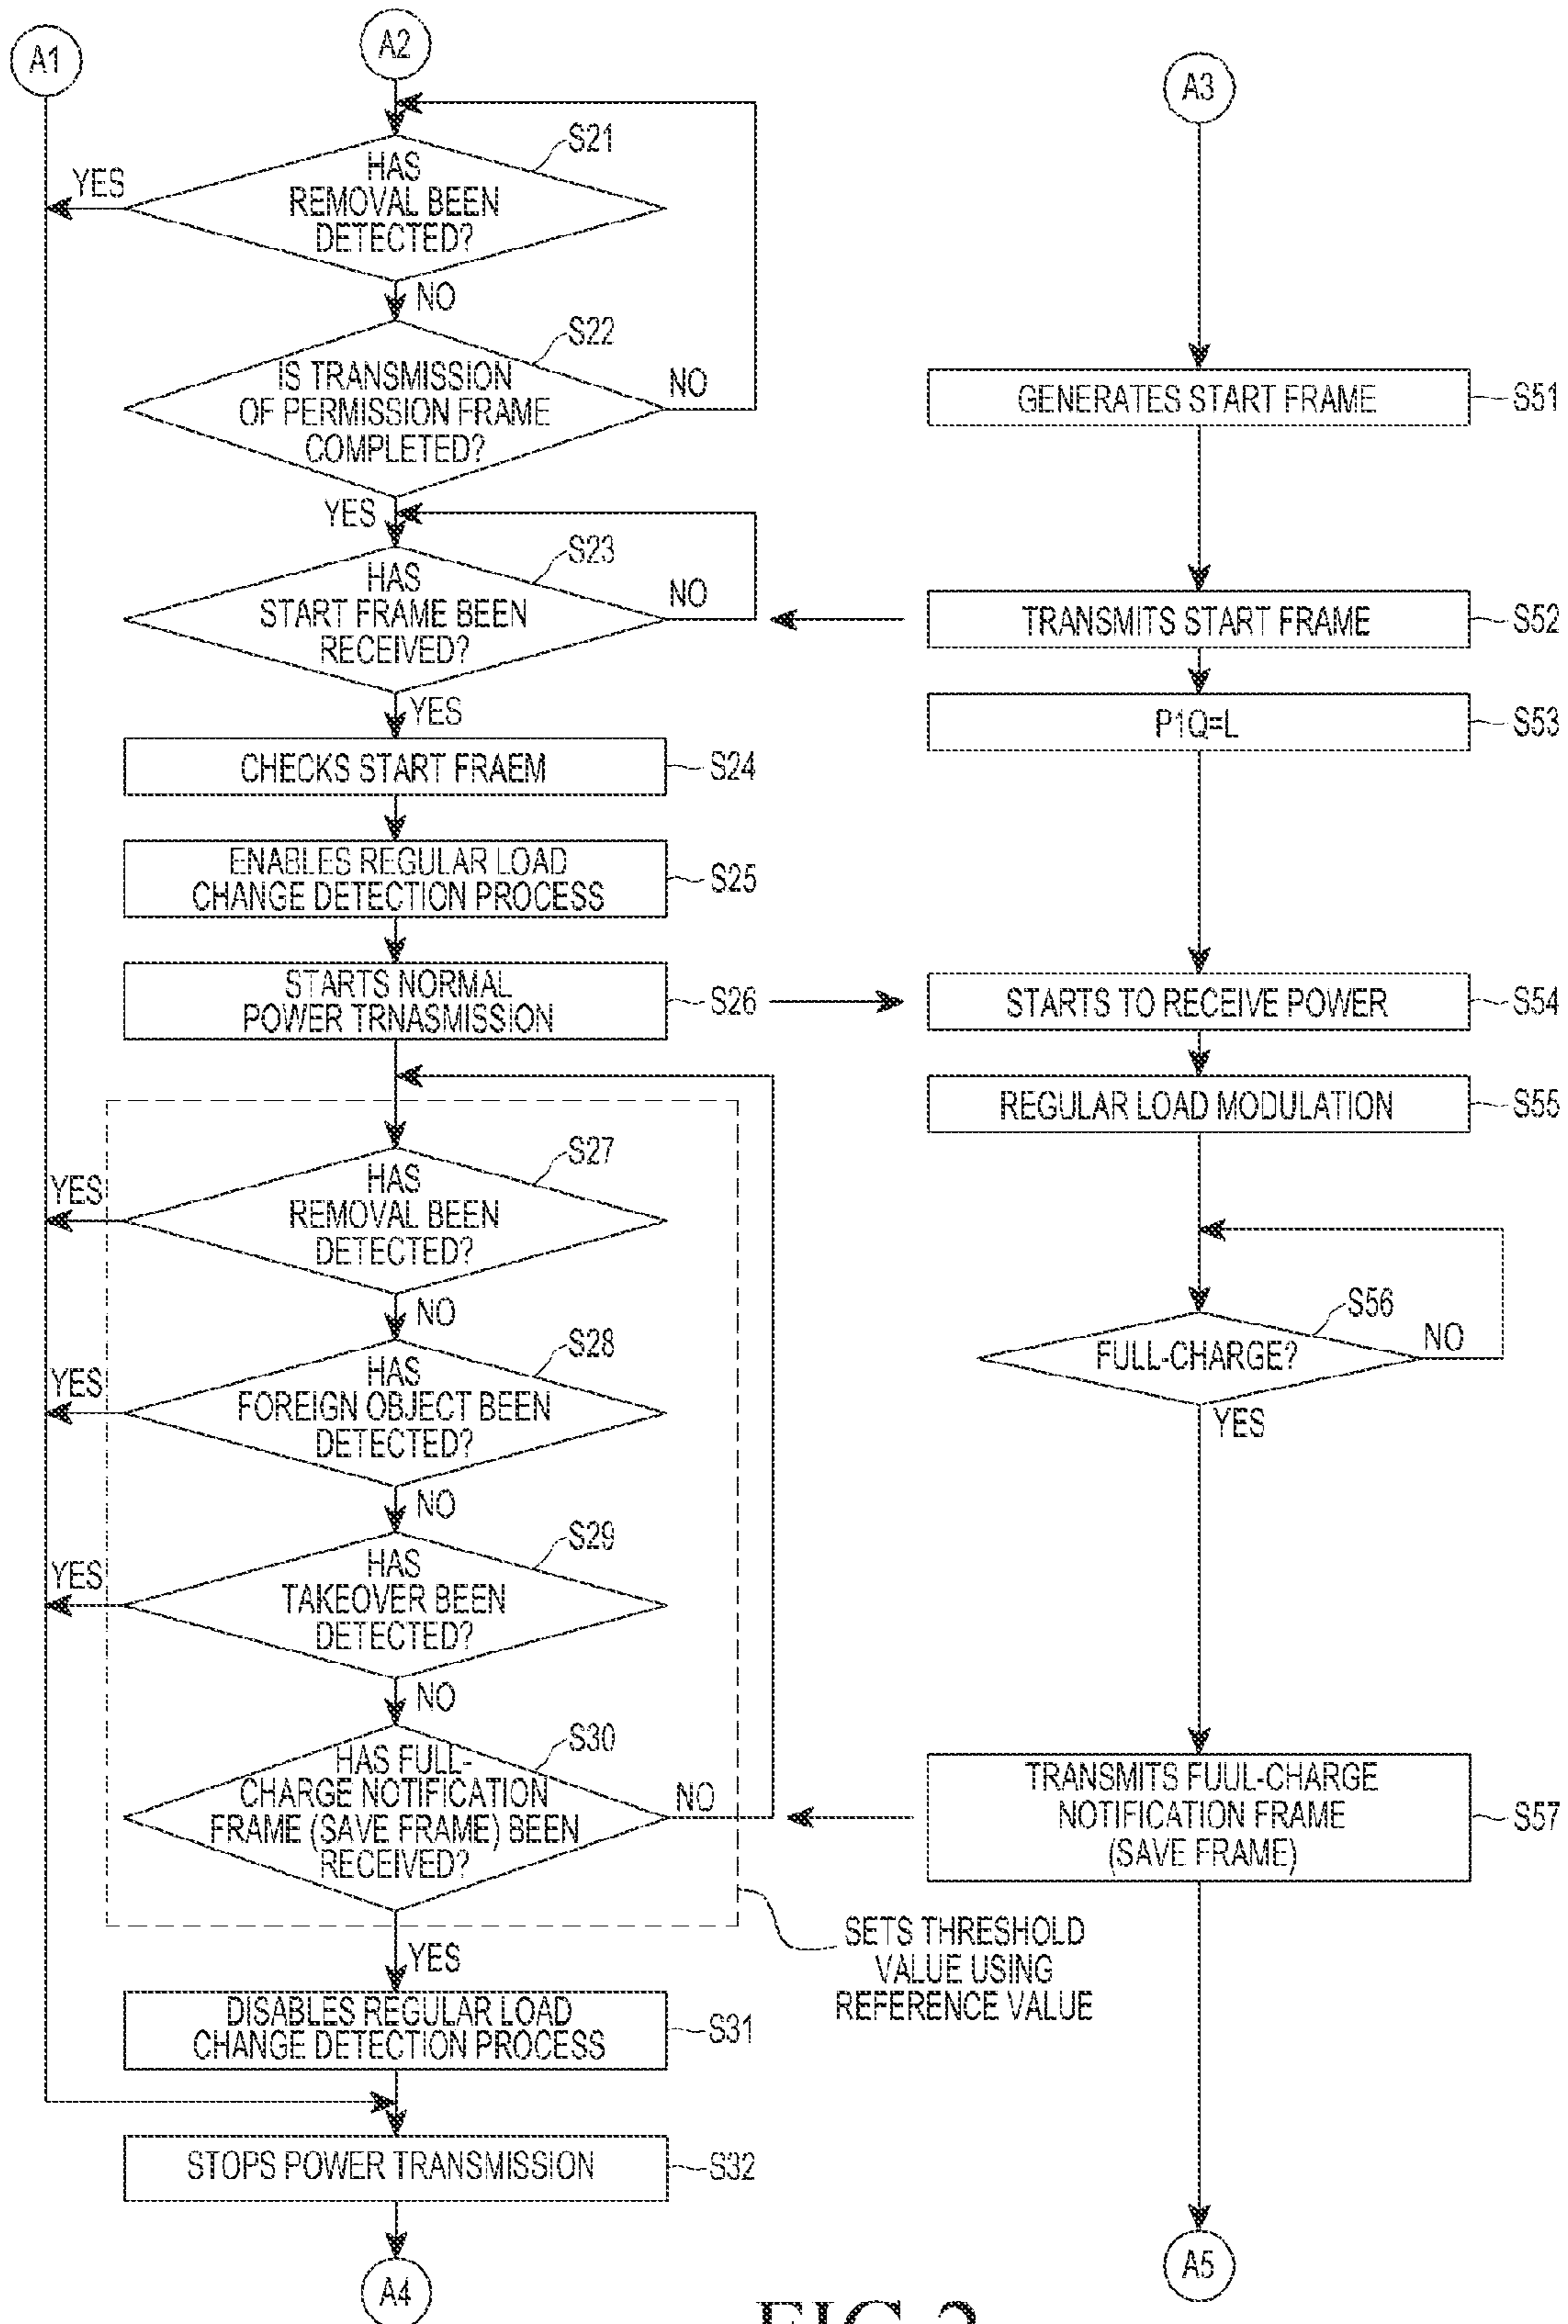 A1
A2
A3
S21
HAS
REMOVAL BEEN
DETECTED?
YES
NO
S22
IS TRANSMISSION
OF PERMISSION FRAME
COMPLETED?
NO
YES
S23
HAS
START FRAME BEEN
RECEIVED?
NO
YES
CHECKS START FRAEM
S24
ENABLES REGULAR LOAD
CHANGE DETECTION PROCESS
S25
STARTS NORMAL
POWER TRNASMISSION
S26
S27
HAS
REMOVAL BEEN
DETECTED?
YES
NO
S28
HAS
FOREIGN OBJECT BEEN
DETECTED?
YES
NO
S29
HAS
TAKEOVER BEEN
DETECTED?
YES
NO
S30
HAS FULL-
CHARGE NOTIFICATION
FRAME (SAVE FRAME) BEEN
RECEIVED?
NO
YES
SETS THRESHOLD
VALUE USING
REFERENCE VALUE
DISABLES REGULAR LOAD
CHANGE DETECTION PROCESS
S31
STOPS POWER TRANSMISSION
S32
A4
GENERATES START FRAME
S51
TRANSMITS START FRAME
S52
P1Q=L
S53
STARTS TO RECEIVE POWER
S54
REGULAR LOAD MODULATION
S55
S56
FULL-CHARGE?
NO
YES
TRANSMITS FUUL-CHARGE
NOTIFICATION FRAME
(SAVE FRAME)
S57
A5